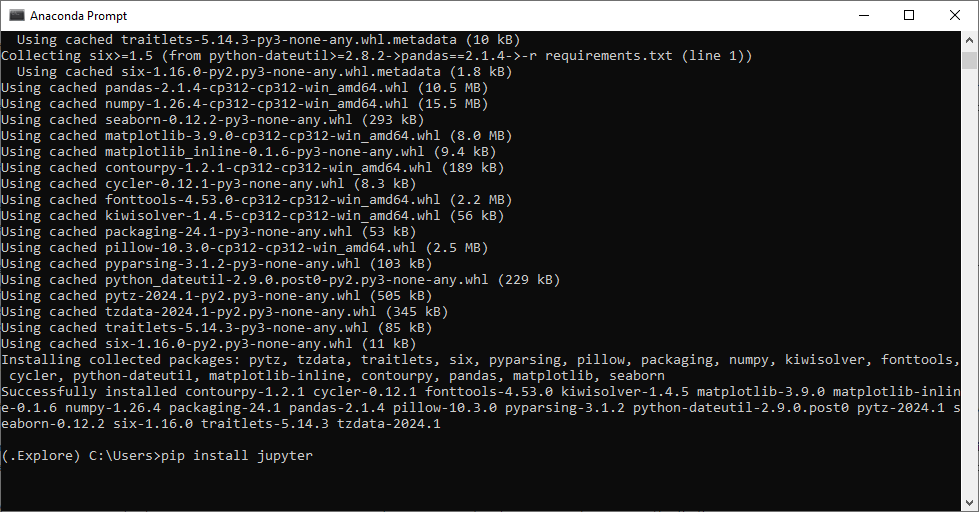 Anaconda Prompt
Using cached traitlets-5.14.3-py3-none-any.whl.metadata (10 kB)
Collecting six>=1.5 (from python-dateutil>=2.8.2->pandas==2.1.4->-r requirements.txt (line 1))
Using cached six-1.16.0-py2.py3-none-any.whl.metadata (1.8 kB)
Using cached pandas-2.1.4-cp312-cp312-win_amd64.whl (10.5 MB)
Using cached numpy-1.26.4-cp312-cp312-win_amd64.whl (15.5 MB)
Using cached seaborn-0.12.2-py3-none-any.whl (293 kB)
Using cached matplotlib-3.9.0-cp312-cp312-win_amd64.whl (8.0 MB)
Using cached matplotlib_inline-0.1.6-py3-none-any.whl (9.4 kB)
Using cached contourpy-1.2.1-cp312-cp312-win_amd64.whl (189 kB)
Using cached cycler-0.12.1-py3-none-any.whl (8.3 kB)
Using cached fonttools-4.53.0-cp312-cp312-win_amd64.whl (2.2 MB)
Using cached kiwisolver-1.4.5-cp312-cp312-win_amd64.whl (56 kB)
Using cached packaging-24.1-py3-none-any.whl (53 kB)
Using cached pillow-10.3.0-cp312-cp312-win_amd64.whl (2.5 MB)
Using cached pyparsing-3.1.2-py3-none-any.whl (103 kB)
Using cached python_dateutil-2.9.0.post0-py2.py3-none-any.whl (229 kB)
Using cached pytz-2024.1-py2.py3-none-any.whl (505 kB)
Using cached tzdata-2024.1-py2.py3-none-any.whl (345 kB)
Using cached traitlets-5.14.3-py3-none-any.whl (85 kB)
Using cached six-1.16.0-py2.py3-none-any.whl (11 kB)
Installing collected packages: pytz, tzdata, traitlets, six, pyparsing, pillow, packaging, numpy, kiwisolver, fonttools,
cycler, python-dateutil, matplotlib-inline, contourpy, pandas, matplotlib, seaborn
Successfully installed contourpy-1.2.1 cycler-0.12.1 fonttools-4.53.0 kiwisolver-1.4.5 matplotlib-3.9.0 matplotlib-inlin
e-0.1.6 numpy-1.26.4 packaging-24.1 pandas-2.1.4 pillow-10.3.0 pyparsing-3.1.2 python-dateutil-2.9.0.post0 pytz-2024.1 s
eaborn-0.12.2 six-1.16.0 traitlets-5.14.3 tzdata-2024.1
(.Explore) C:\Users>pip install jupyter